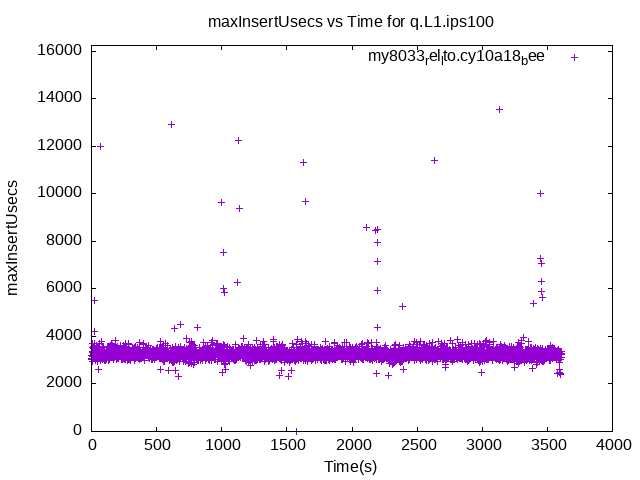 maxInsertUsecs vs Time for q.L1.ips100
my8033relto.cy10a18bee
16000
14000
12000
10000
8000
6000
4000
2000
0
maxInsertUsecs
0 500 1000 1500 2000 2500 3000 3500 4000
Time(s)